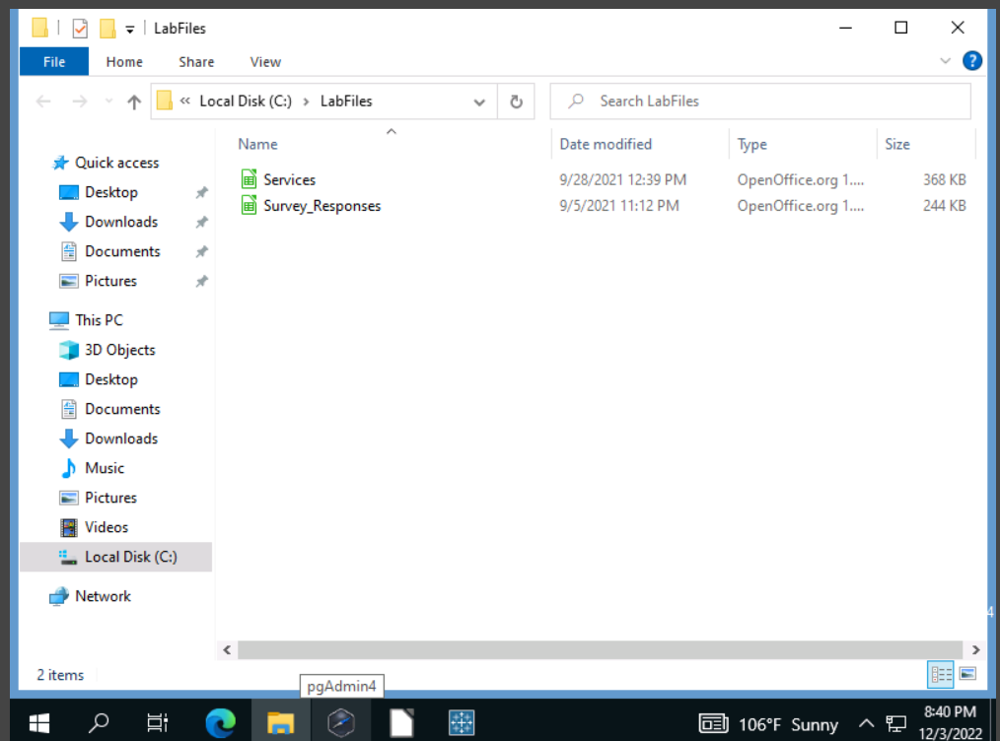 LabFiles
File Home Share View
?
« Local Disk (C:) › LabFiles
Search LabFiles
Name Date modified Type Size
Quick access
Desktop
Downloads
Documents
Pictures
This PC
3D Objects
Desktop
Documents
Downloads
Music
Pictures
Videos
Local Disk (C:)
Network
Services 9/28/2021 12:39 PM OpenOffice.org 1.... 368 KB
Survey_Responses 9/5/2021 11:12 PM OpenOffice.org 1.... 244 KB
4
2 items
pgAdmin4
106°F Sunny
8:40 PM
12/3/2022